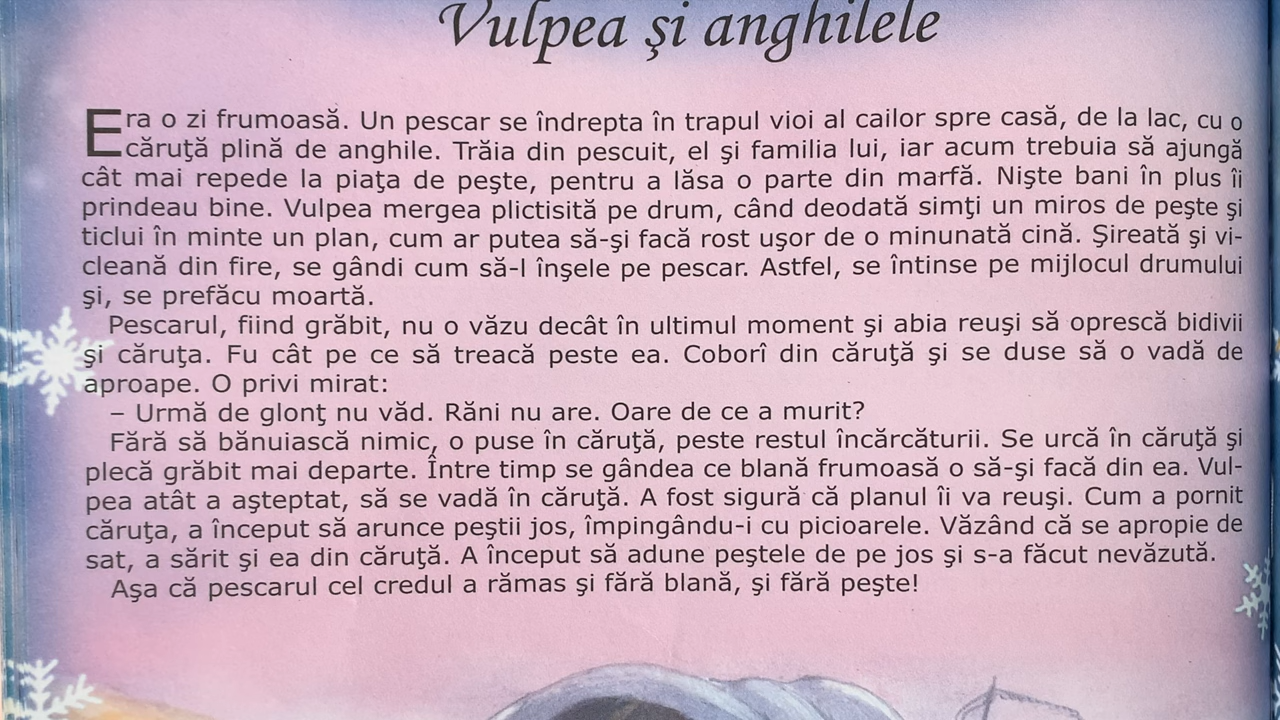 Vulpea şi anghilele
Era o zi frumoasă. Un pescar se îndrepta în trapul vioi al cailor spre casă, de la lac, cu o
căruţă plină de anghile. Trăia din pescuit, el şi familia lui, iar acum trebuia să ajungă
cât mai repede la piaţa de peşte, pentru a lăsa o parte din marfă. Nişte bani în plus îi
prindeau bine. Vulpea mergea plictisită pe drum, când deodată simţi un miros de peşte şi
ticlui în minte un plan, cum ar putea să-şi facă rost uşor de o minunată cină. Şireată şi vi-
cleană din fire, se gândi cum să-l înşele pe pescar. Astfel, se întinse pe mijlocul drumului
şi, se prefăcu moartă.
Pescarul, fiind grăbit, nu o văzu decât în ultimul moment şi abia reuşi să oprescă bidivii
şi căruţa. Fu cât pe ce să treacă peste ea. Coborî din căruţă şi se duse să o vadă de
aproape. O privi mirat:
– Urmă de glonţ nu văd. Răni nu are. Oare de ce a murit?
Fără să bănuiască nimic, o puse în căruţă, peste restul încărcăturii. Se urcă în căruţă şi
plecă grăbit mai departe. Între timp se gândea ce blană frumoasă o să-şi facă din ea. Vul-
pea atât a aşteptat, să se vadă în căruţă. A fost sigură că planul îi va reuşi. Cum a pornit
căruţa, a început să arunce peştii jos, împingându-i cu picioarele. Văzând că se apropie de
sat, a sărit şi ea din căruţă. A început să adune peştele de pe jos şi s-a făcut nevăzută.
Aşa că pescarul cel credul a rămas şi fără blană, şi fără peşte!